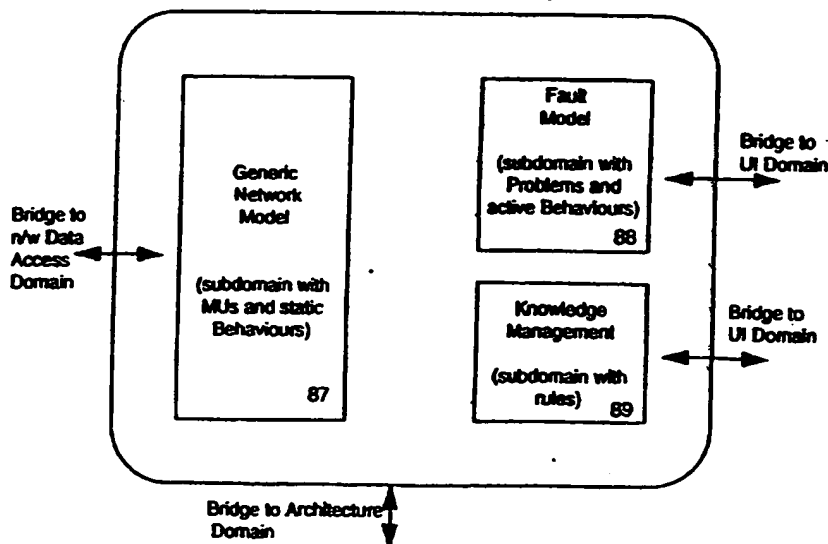 Bridge to
n/w Data
Access
Domain
Generic
Network
Model
(subdomain with
MUs and static
Behaviours)
87
Fault
Model
(subdomain with
Problems and
active Behaviours)
88
Bridge to
UI Domain
Knowledge
Management
(subdomain with
rules)
89
Bridge to
UI Domain
Bridge to Architecture
Domain